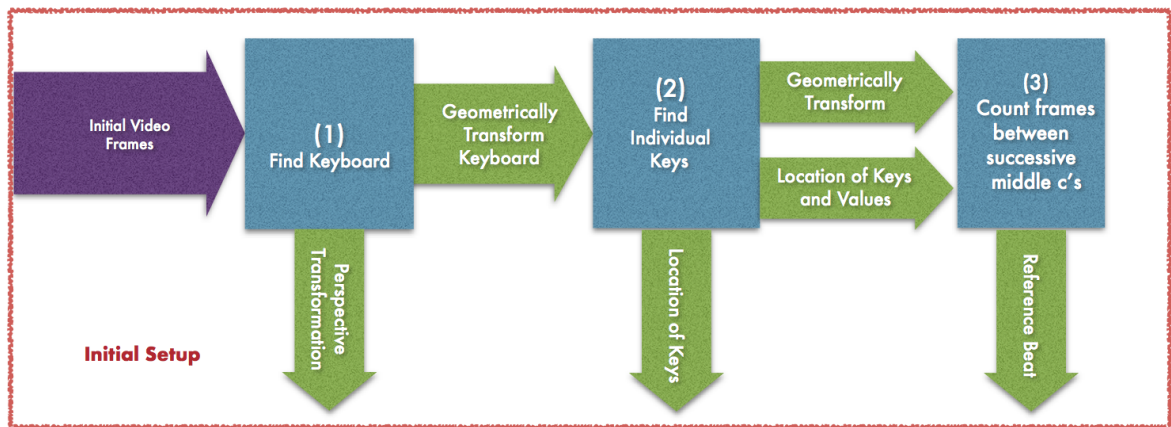 Initial Video
Frames
(1)
Find Keyboard
Geometrically
Transform
Keyboard
(2)
Find
Individual
Keys
Geometrically
Transform
Location of Keys
and Values
(3)
Count frames
between
successive
middle c's
Perspective
Transformation
Location of Keys
Reference Beat
Initial Setup